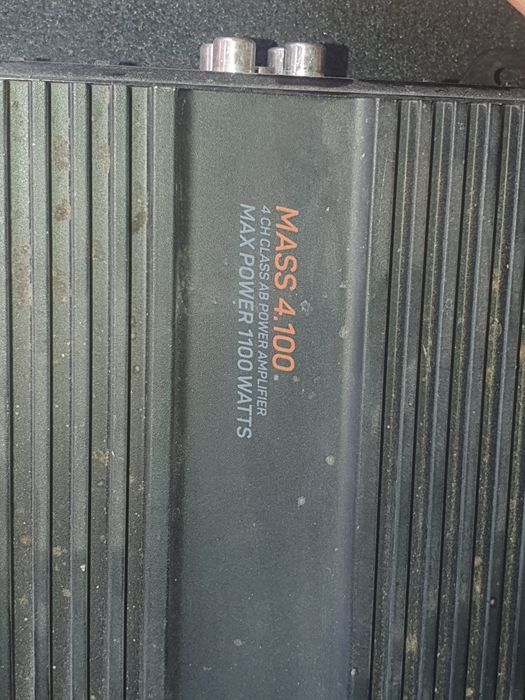 MASS 4.100
4 CH CLASS AB POWER AMPLIFIER
MAX POWER 1100 WATTS